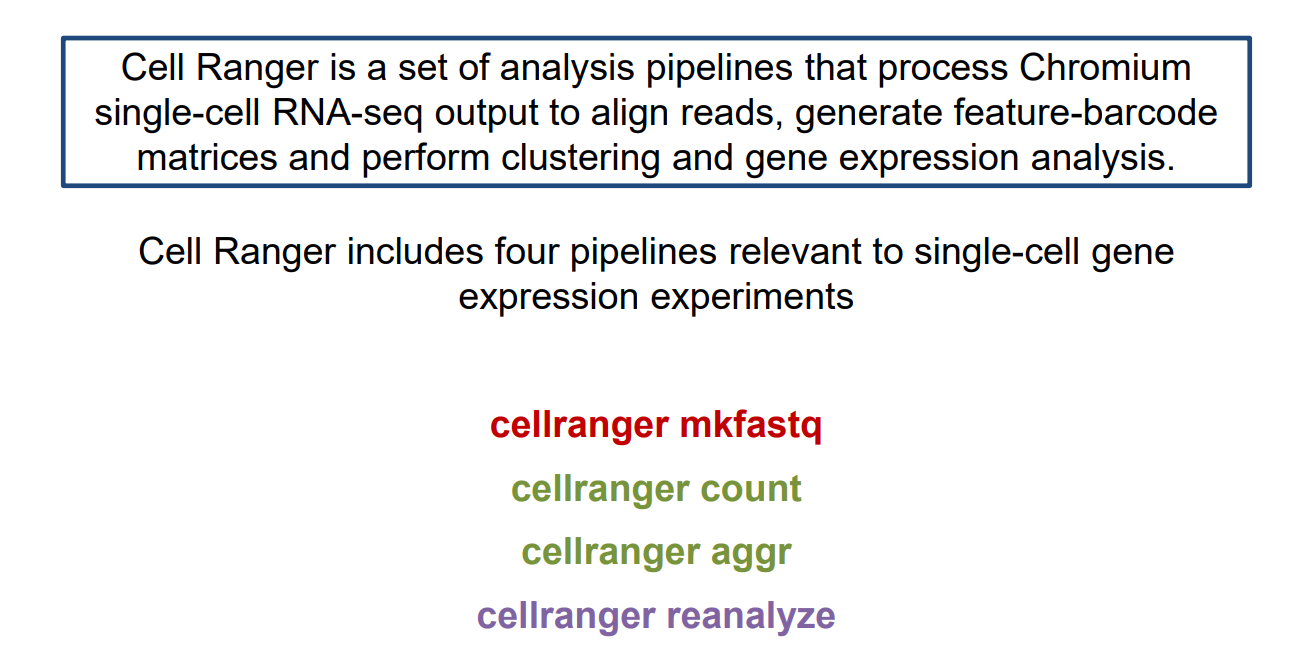 Cell Ranger is a set of analysis pipelines that process Chromium
single-cell RNA-seq output to align reads, generate feature-barcode
matrices and perform clustering and gene expression analysis.
Cell Ranger includes four pipelines relevant to single-cell gene
expression experiments
cellranger mkfastq
cellranger count
cellranger aggr
cellranger reanalyze